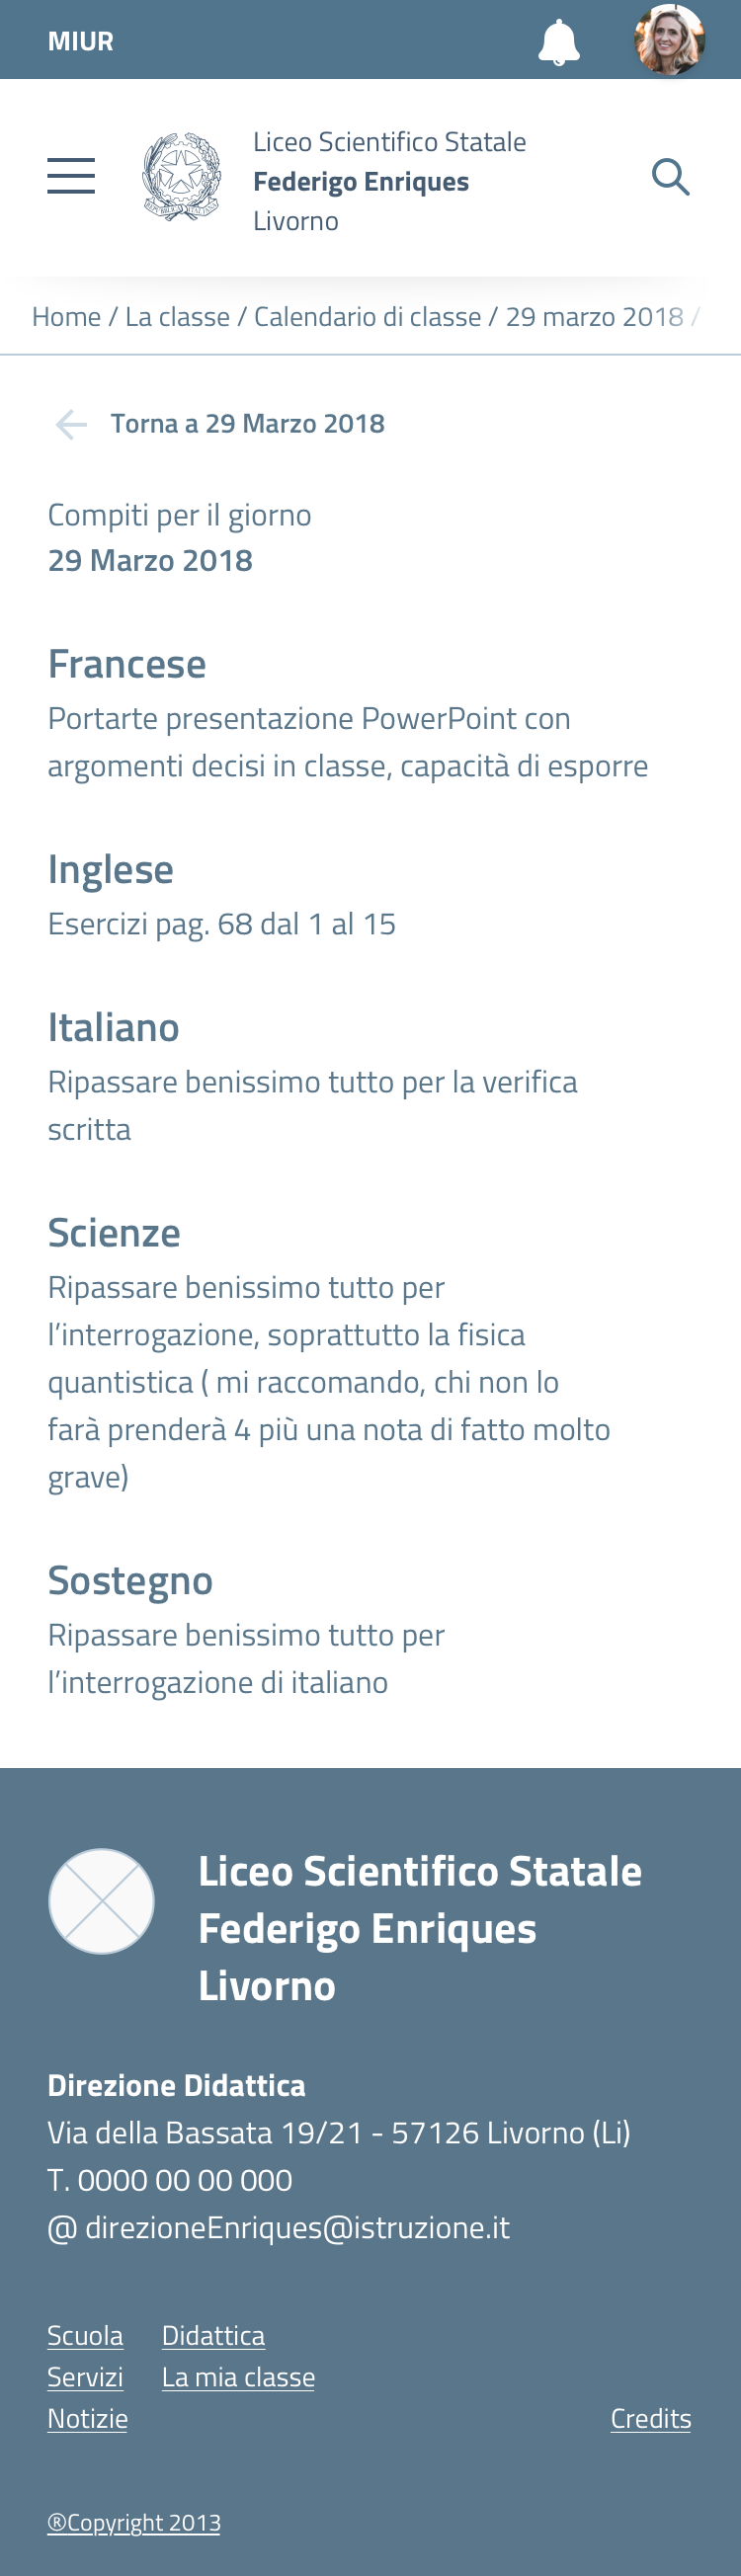 MIUR
Liceo Scientifico Statale
Federigo Enriques
Livorno
REPVBBLICA ITALIANA
Home / La classe / Calendario di classe / 29 marzo 2018 /
Torna a 29 Marzo 2018
Compiti per il giorno
29 Marzo 2018
Francese
Portarte presentazione PowerPoint con
argomenti decisi in classe, capacità di esporre
Inglese
Esercizi pag. 68 dal 1 al 15
Italiano
Ripassare benissimo tutto per la verifica
scritta
Scienze
Ripassare benissimo tutto per
l’interrogazione, soprattutto la fisica
quantistica ( mi raccomando, chi non lo
farà prenderà 4 più una nota di fatto molto
grave)
Sostegno
Ripassare benissimo tutto per
l’interrogazione di italiano
Liceo Scientifico Statale
Federigo Enriques
Livorno
Direzione Didattica
Via della Bassata 19/21 - 57126 Livorno (Li)
T. 0000 00 00 000
@ direzioneEnriques@istruzione.it
Scuola Didattica
Servizi La mia classe
Notizie Credits
®Copyright 2013